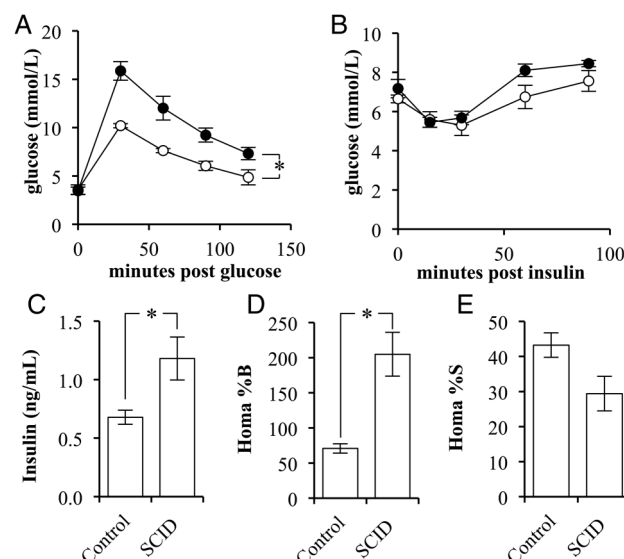 A
glucose (mmol/L)
20
15
10
5
0
*
0 50 100 150
minutes post glucose
B
glucose (mmol/L)
10
8
6
4
2
0
0 50 100
minutes post insulin
C
Insulin (ng/mL)
1.5
1.0
0.5
0.0
*
Control SCID
D
Homa %B
250
200
150
100
50
0
*
Control SCID
E
Homa %S
50
40
30
20
10
0
Control SCID